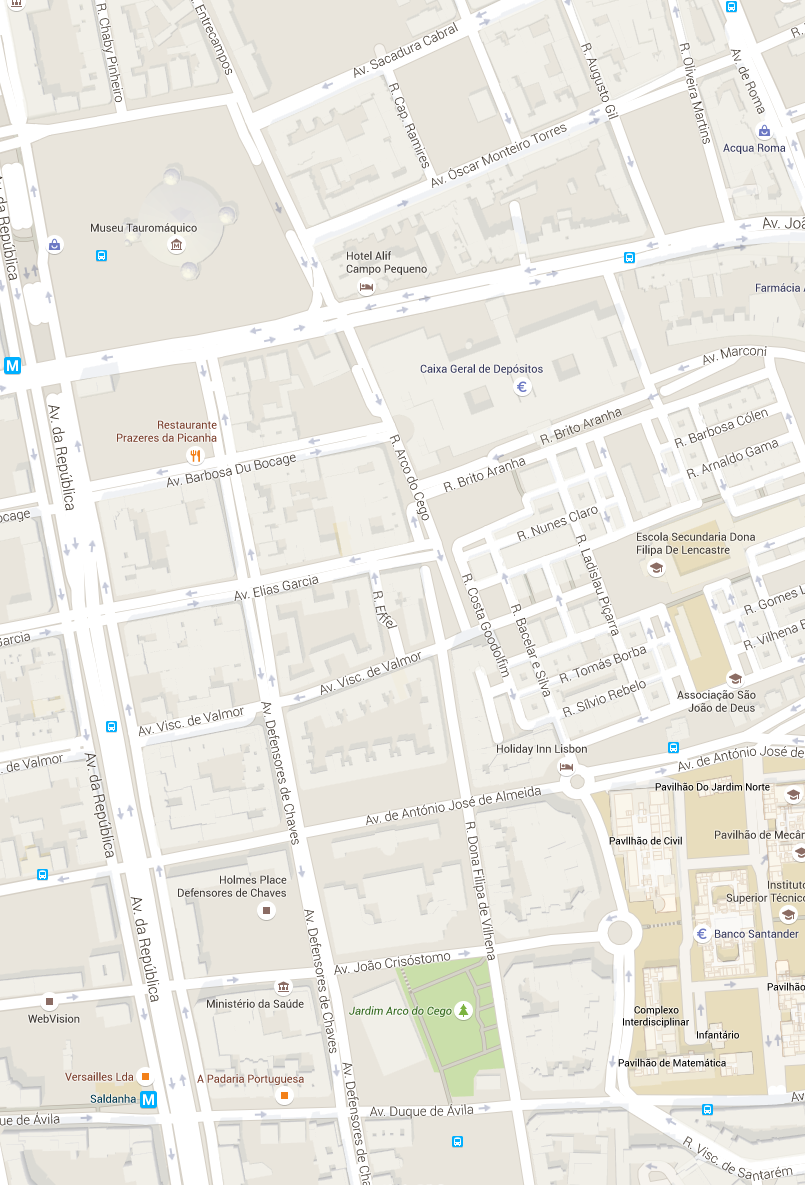 Entrecampos
R. Chaby Pinheiro
Av. Sacadura Cabral
R. Augusto Gil
R. Oliveira Martins
Av. de Roma
R. Cap. Ramires
Av. Óscar Monteiro Torres
Acqua Roma
Av. da República
Museu Tauromáquico
Av. Joã
Hotel Alif
Campo Pequeno
Farmácia A
M
Caixa Geral de Depósitos
€
Av. Marconi
Av. da República
Restaurante
Prazeres da Picanha
R. Brito Aranha
R. Barbosa Cólen
R. Arnaldo Gama
R. Arco do Cego
Av. Barbosa Du Bocage
R. Brito Aranha
ocage
R. Nunes Claro
Escola Secundaria Dona
Filipa De Lencastre
R. Ladislau Piçarra
Av. Elias Garcia
R. Eiffel
R. Costa Goodolfim
R. Bacelar e Silva
R. Gomes L
Garcia
R. Vilhena B
Av. Visc. de Valmor
R. Tomás Borba
R. Sílvio Rebelo
Associação São
João de Deus
Av. Visc. de Valmor
Av. Defensores de Chaves
Holiday Inn Lisbon
. de Valmor
Av. da República
Av. de António José de
Pavilhão Do Jardim Norte
Av. de António José de Almeida
Pavilhão de Civil
Pavilhão de Mecân
R. Dona Filipa de Vilhena
Holmes Place
Defensores de Chaves
Instituto
Superior Técnico
Av. da República
Av. Defensores de Chaves
€
Banco Santander
Av. João Crisóstomo
Ministério da Saúde
WebVision
Jardim Arco do Cego
Complexo
Interdisciplinar
Pavilhão
Infantário
Pavilhão de Matemática
Versailles Lda
A Padaria Portuguesa
Saldanha
M
Av. Defensores de Cha
que de Ávila
Av. Duque de Ávila
Av
R. Visc. de Santarém